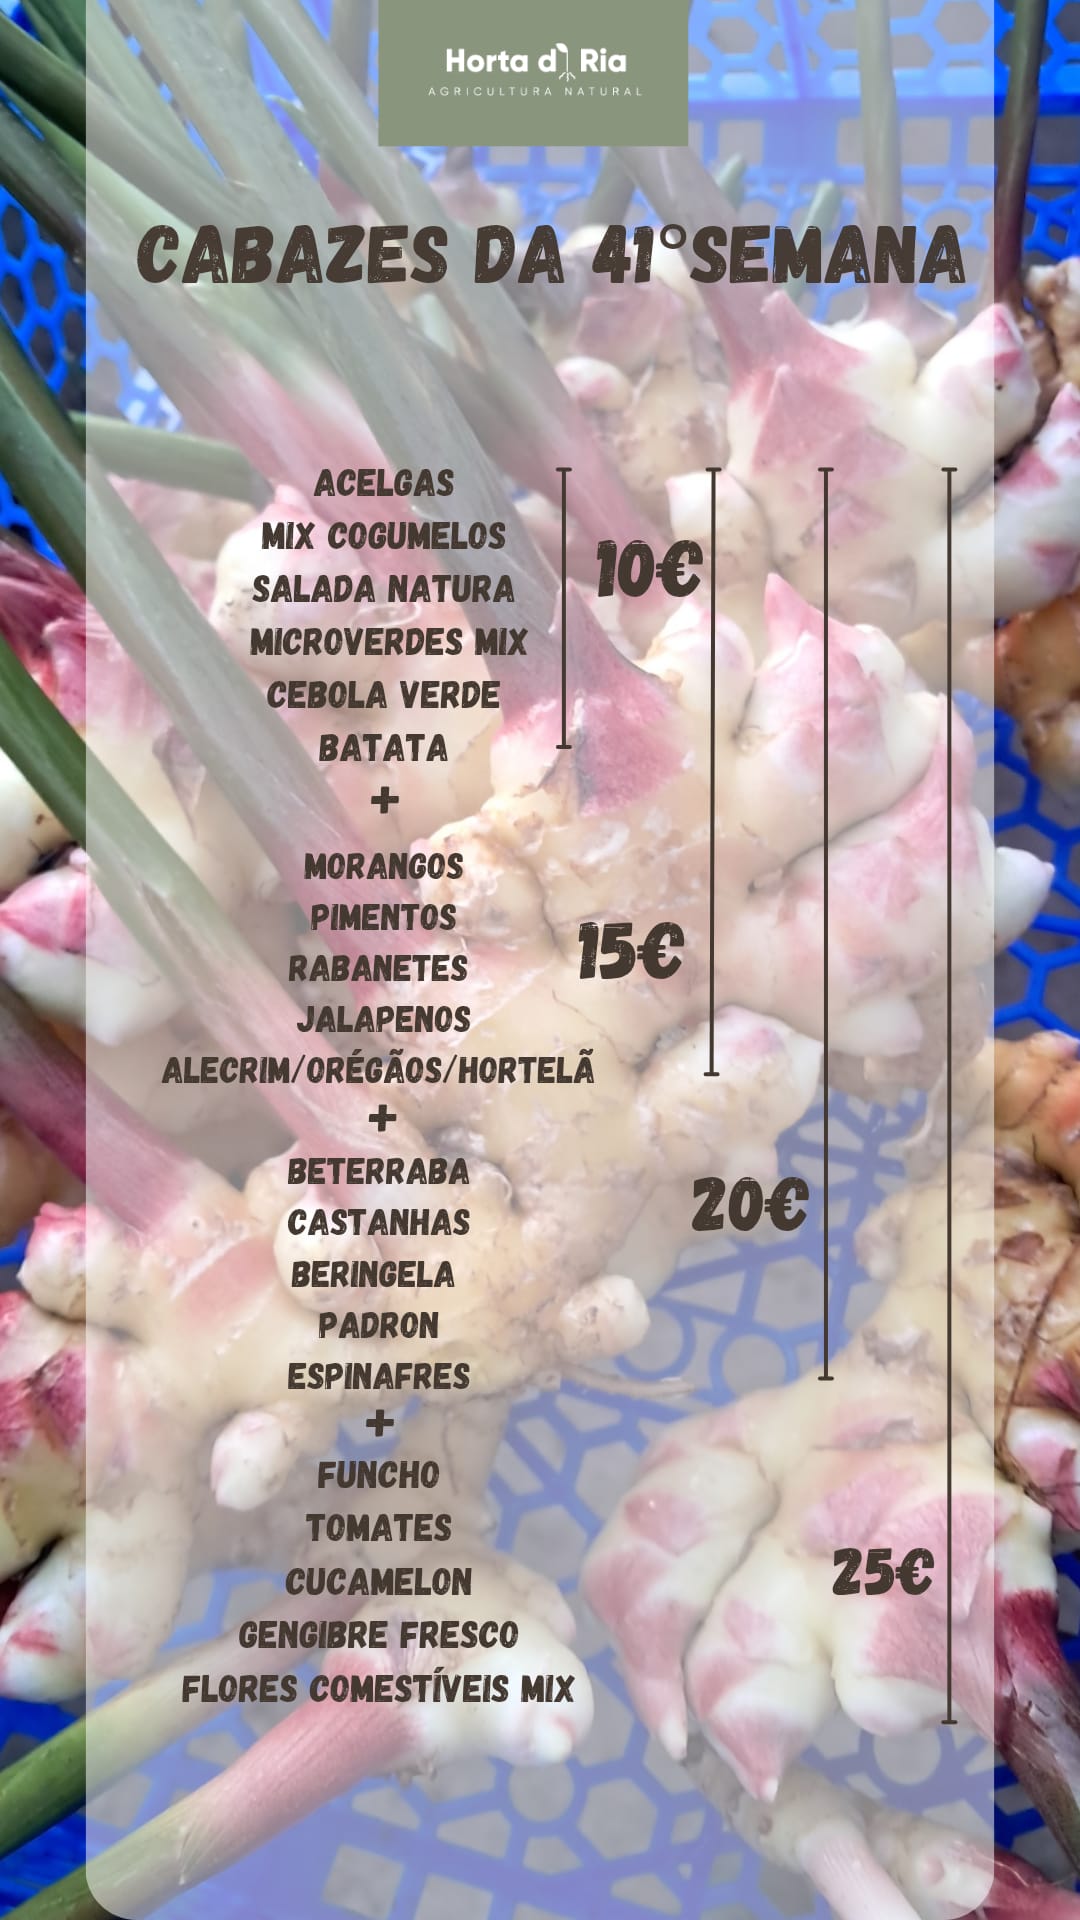 Horta d Ria
AGRICULTURA NATURAL
CABAZES DA 41°SEMANA
ACELGAS
MIX COGUMELOS
SALADA NATURA
MICROVERDES MIX
CEBOLA VERDE
BATATA
10€
+
MORANGOS
PIMENTOS
RABANETES
JALAPENOS
ALECRIM/ORÉGÃOS/HORTELÃ
15€
+
BETERRABA
CASTANHAS
BERINGELA
PADRON
ESPINAFRES
20€
+
FUNCHO
TOMATES
CUCAMELON
GENGIBRE FRESCO
FLORES COMESTÍVEIS MIX
25€